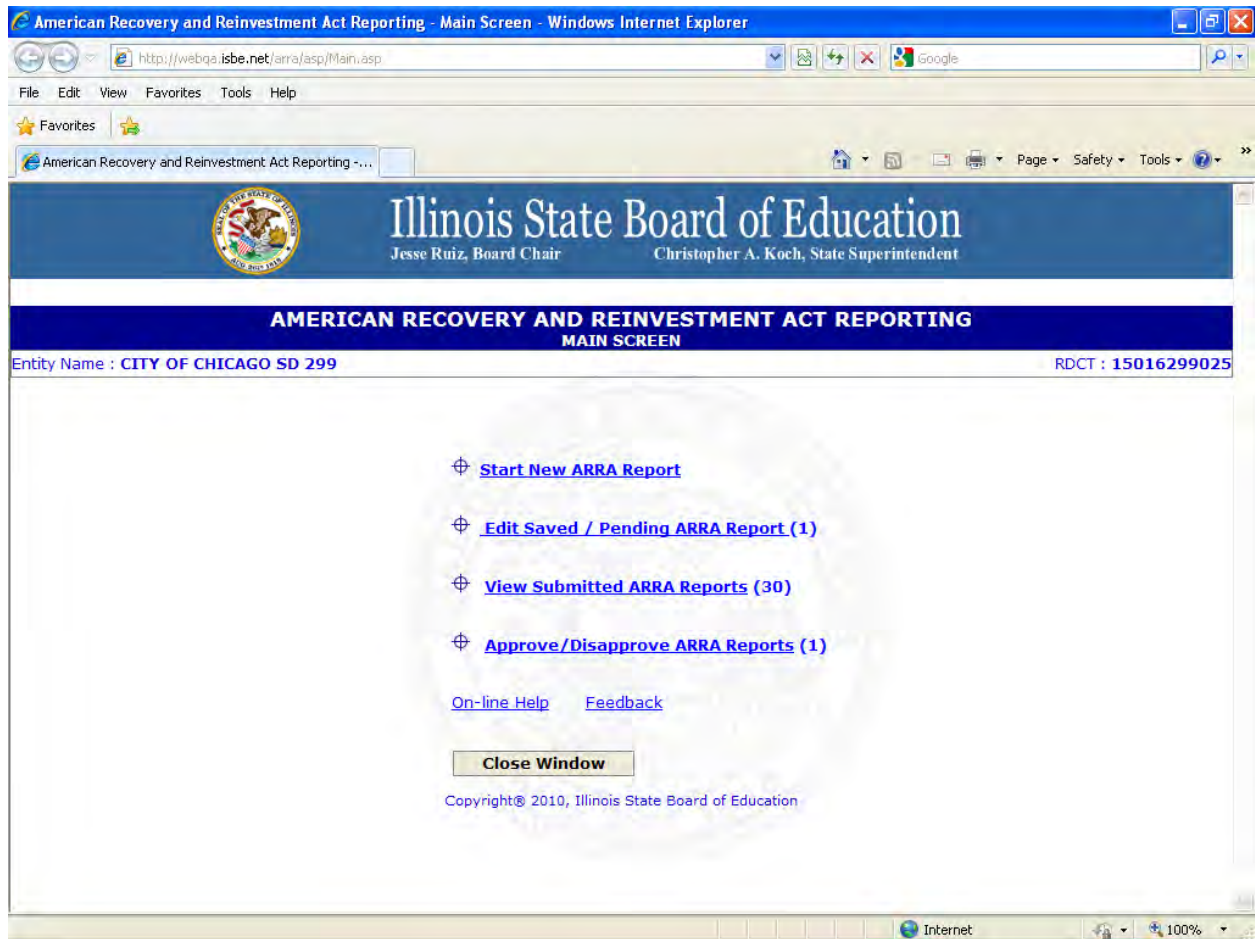 American Recovery and Reinvestment Act Reporting - Main Screen - Windows Internet Explorer
http://webqa.isbe.net/arra/asp/Main.asp
Google
File Edit View Favorites Tools Help
Favorites
American Recovery and Reinvestment Act Reporting -...
Page Safety Tools
Illinois State Board of Education
Jesse Ruiz, Board Chair Christopher A. Koch, State Superintendent
AMERICAN RECOVERY AND REINVESTMENT ACT REPORTING
MAIN SCREEN
Entity Name : CITY OF CHICAGO SD 299 RDCT : 15016299025
Start New ARRA Report
Edit Saved / Pending ARRA Report (1)
View Submitted ARRA Reports (30)
Approve/Disapprove ARRA Reports (1)
On-line Help Feedback
Close Window
Copyright® 2010, Illinois State Board of Education
Internet 100%